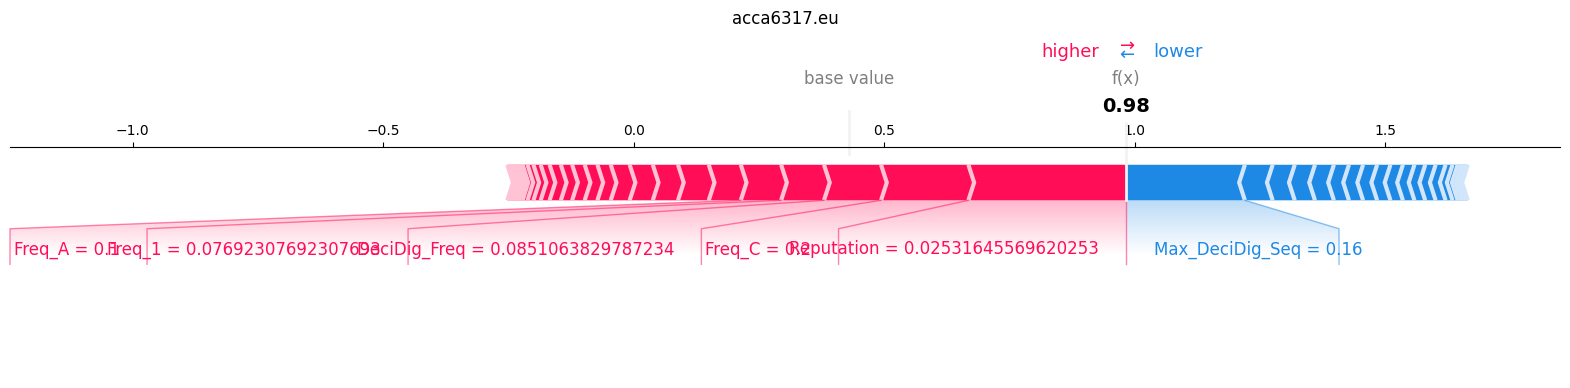 acca6317.eu
higher ⇄ lower
base value f(x)
0.98
−1.0 −0.5 0.0 0.5 1.0 1.5
Freq_A = 0.1 Freq_1 = 0.07692307692307693 DeciDig_Freq = 0.0851063829787234 Freq_C = 0.2 Reputation = 0.02531645569620253 Max_DeciDig_Seq = 0.16